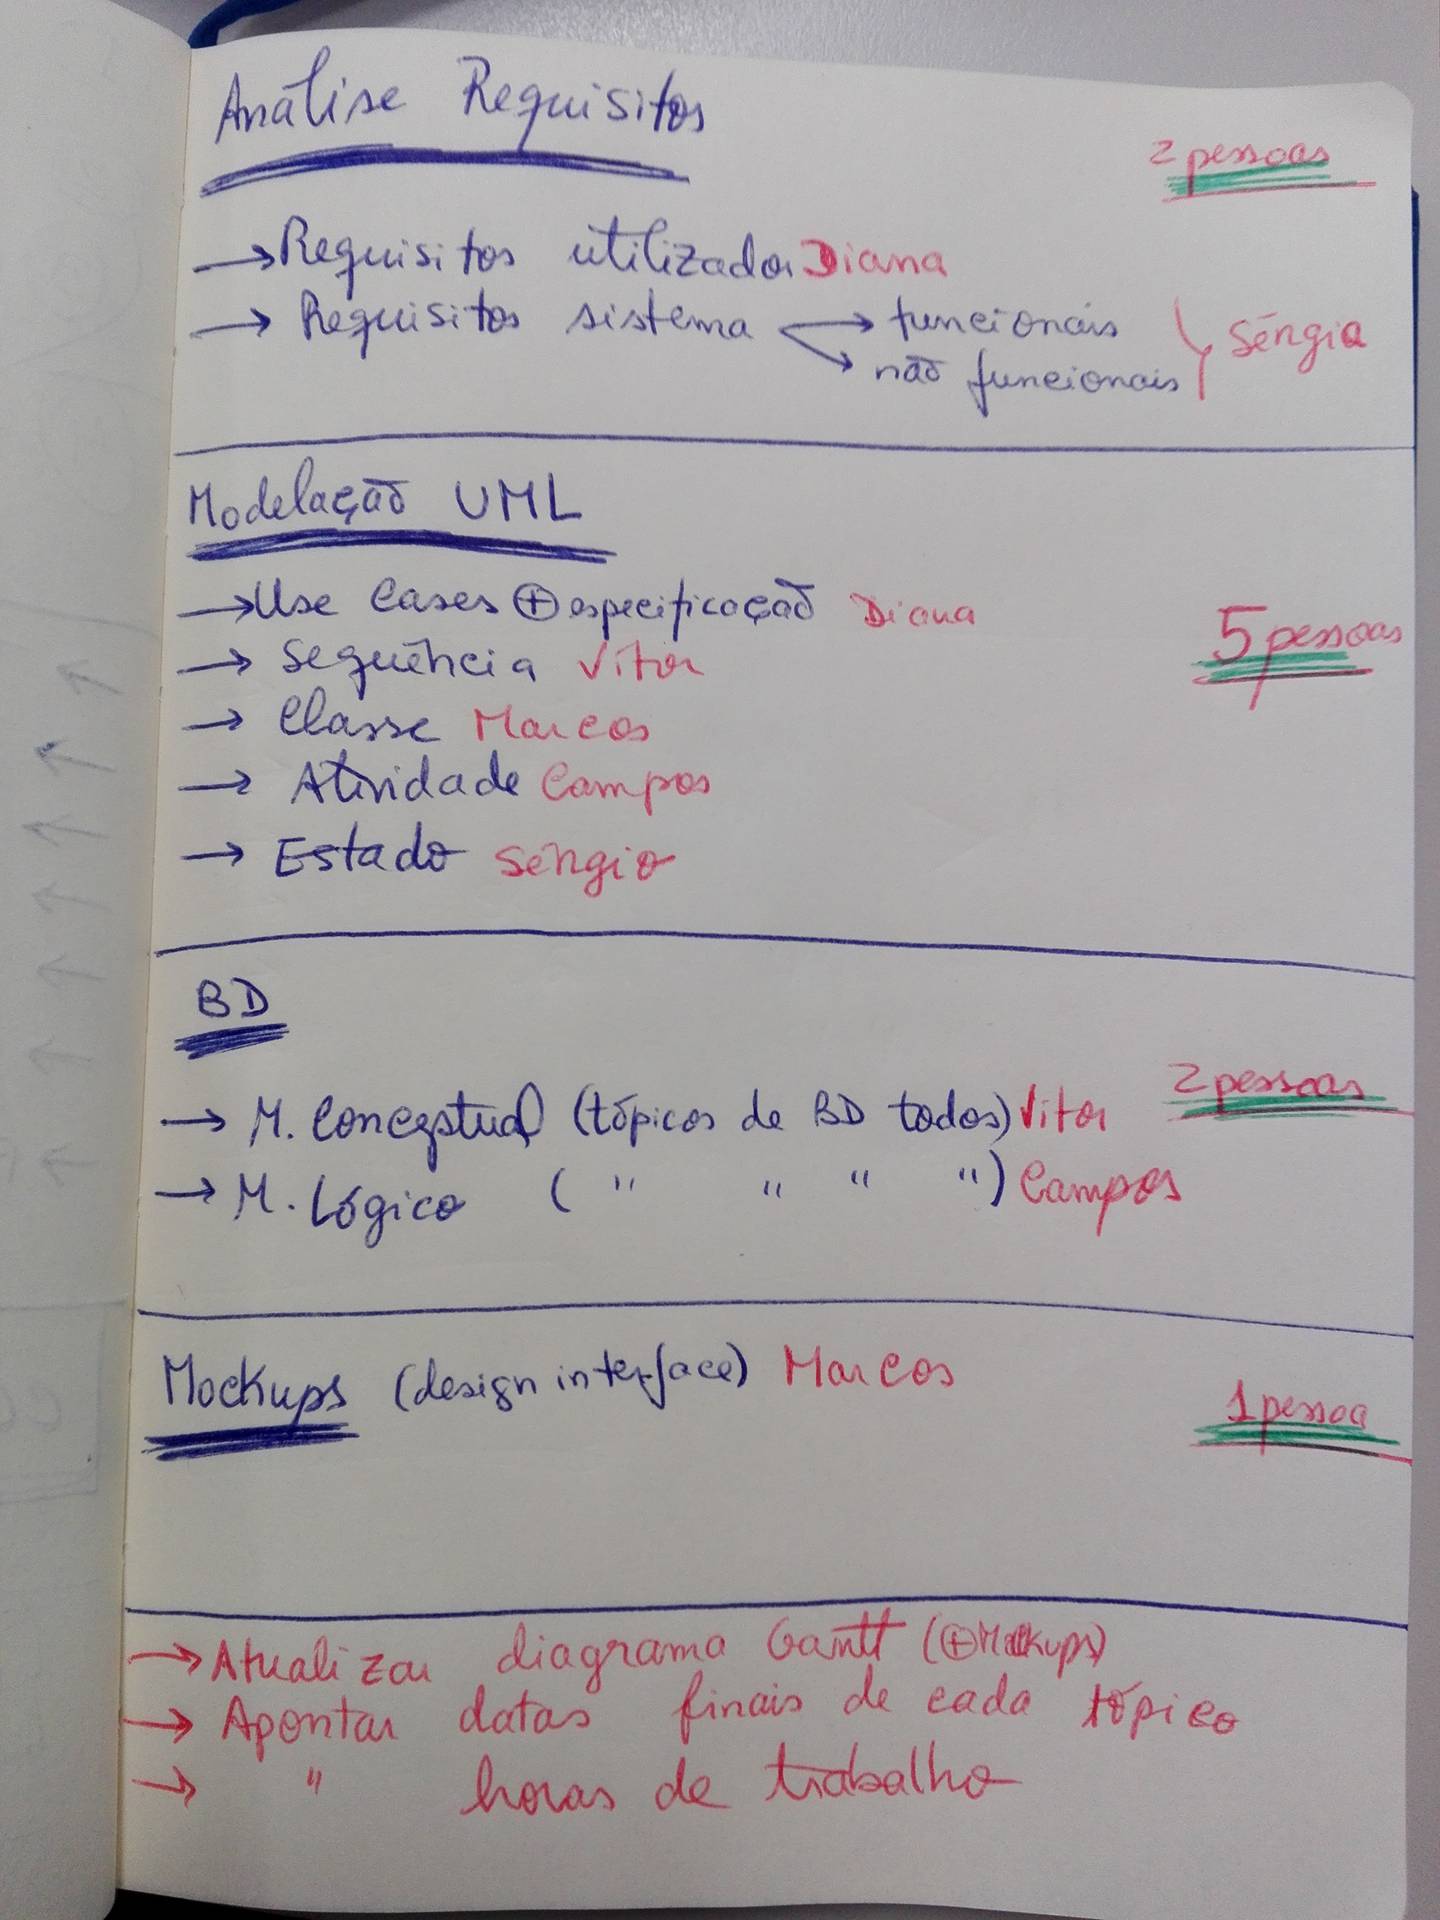 Análise Requisitos
2 pessoas
→ Requisitos utilizador Diana
→ Requisitos sistema → funcionais
→ não funcionais
Sérgio
Modelação UML
→ Use Cases ⊕ especificação Diana
5 pessoas
→ Sequência Vitor
→ Classe Marcos
→ Atividade Campos
→ Estado Sérgio
BD
2 pessoas
→ M. Conceptual (tópicos de BD todos) Vitor
→ M. Lógico ( " " " ") Campos
Mockups (design interface) Marcos
1 pessoa
→ Atualizar diagrama Gantt (⊕ Mockups)
→ Apontar datas finais de cada tópico
→ " horas de trabalho